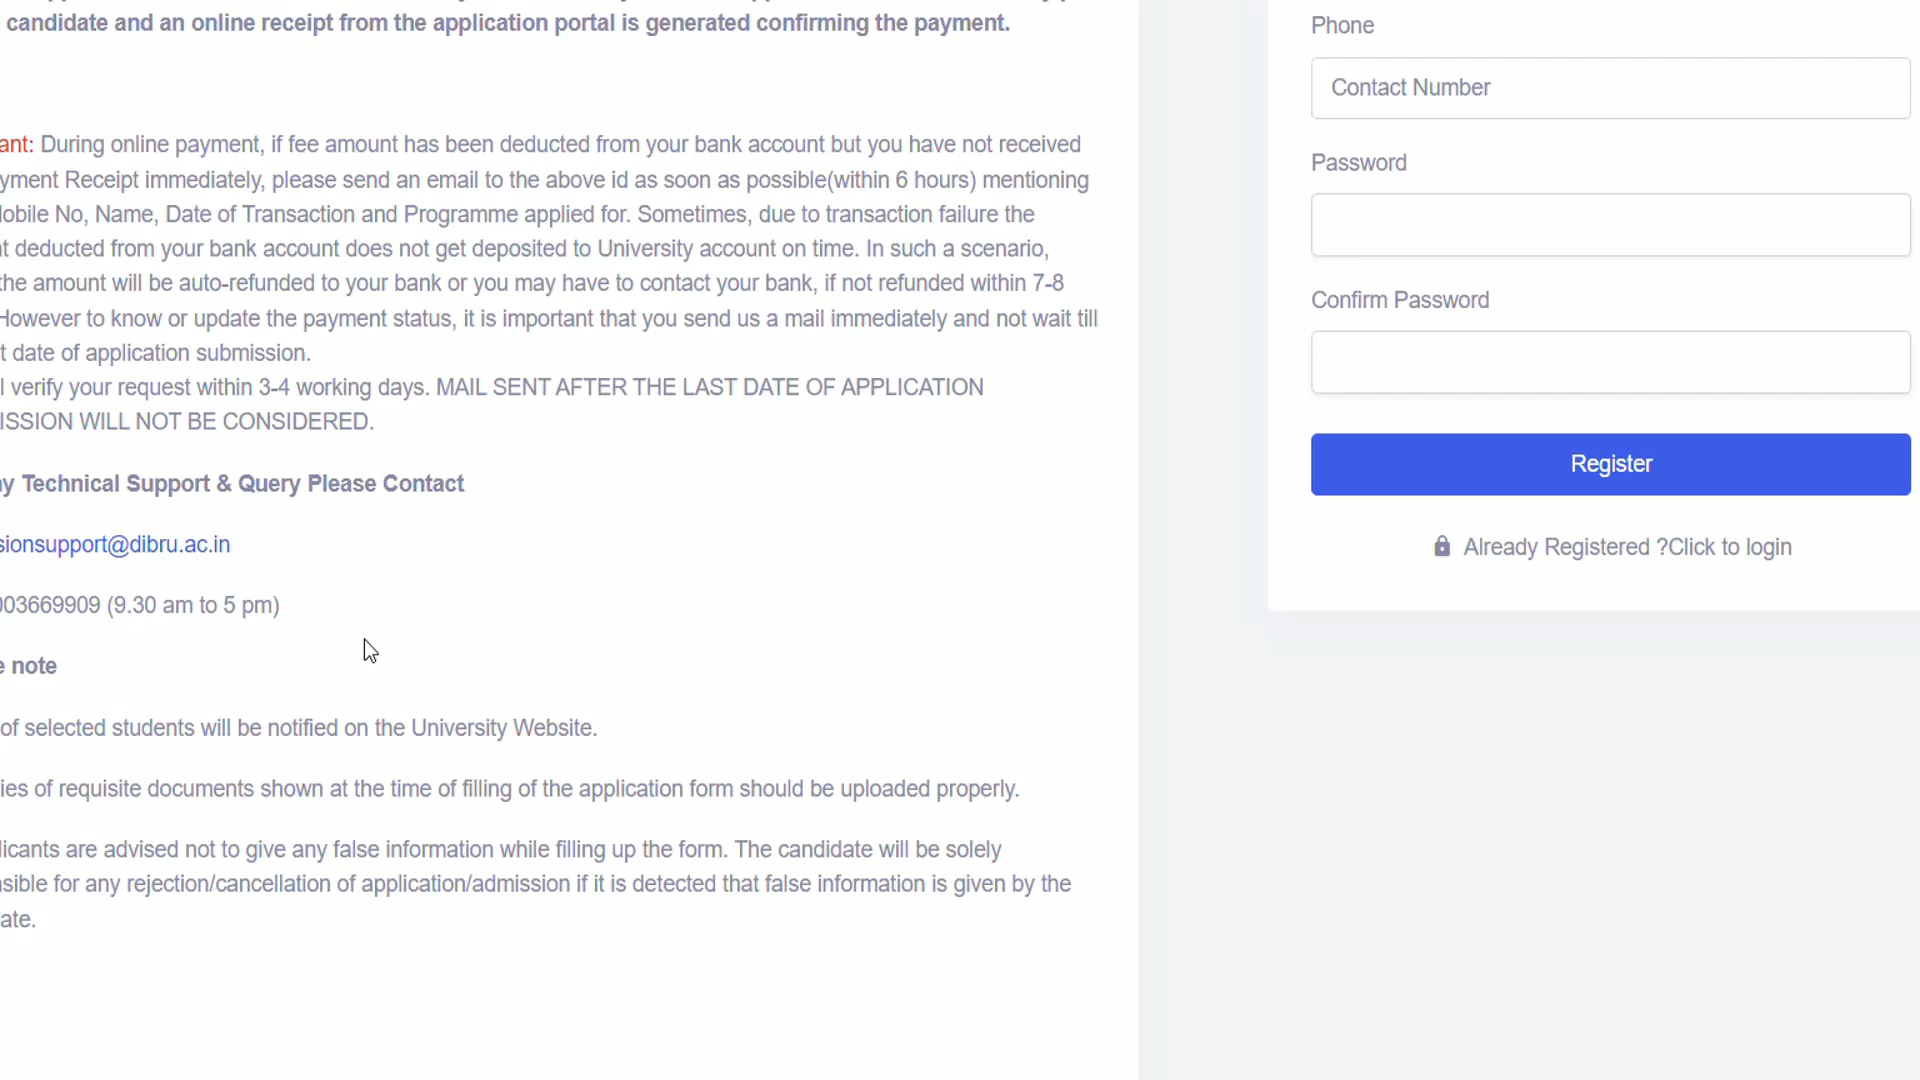 candidate and an online receipt from the application portal is generated confirming the payment.
ant: During online payment, if fee amount has been deducted from your bank account but you have not received
yment Receipt immediately, please send an email to the above id as soon as possible(within 6 hours) mentioning
obile No, Name, Date of Transaction and Programme applied for. Sometimes, due to transaction failure the
t deducted from your bank account does not get deposited to University account on time. In such a scenario,
the amount will be auto-refunded to your bank or you may have to contact your bank, if not refunded within 7-8
However to know or update the payment status, it is important that you send us a mail immediately and not wait till
t date of application submission.
l verify your request within 3-4 working days. MAIL SENT AFTER THE LAST DATE OF APPLICATION
ISSION WILL NOT BE CONSIDERED.
ny Technical Support & Query Please Contact
sionsupport@dibru.ac.in
003669909 (9.30 am to 5 pm)
e note
of selected students will be notified on the University Website.
ies of requisite documents shown at the time of filling of the application form should be uploaded properly.
licants are advised not to give any false information while filling up the form. The candidate will be solely
nsible for any rejection/cancellation of application/admission if it is detected that false information is given by the
ate.
Phone
Contact Number
Password
Confirm Password
Register
Already Registered ?Click to login